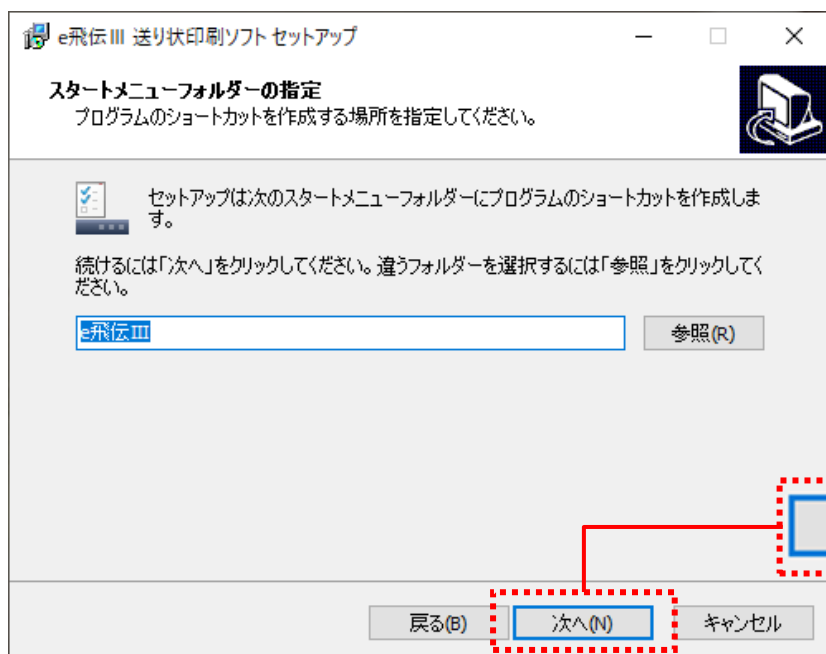 e飛伝Ⅲ 送り状印刷ソフト セットアップ
スタートメニューフォルダーの指定
プログラムのショートカットを作成する場所を指定してください。
セットアップは次のスタートメニューフォルダーにプログラムのショートカットを作成しま
す。
続けるには「次へ」をクリックしてください。違うフォルダーを選択するには「参照」をクリックしてく
ださい。
e飛伝Ⅲ
参照(R)
戻る(B)
次へ(N)
キャンセル